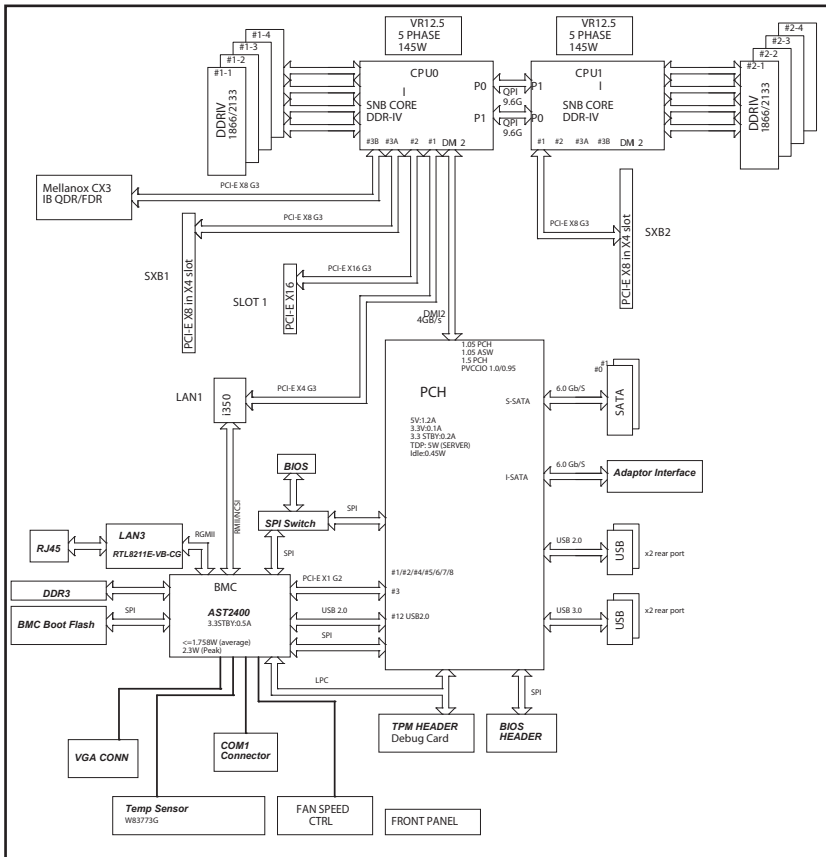 VR12.5
5 PHASE
145W
VR12.5
5 PHASE
145W
#1-4
#1-3
#1-2
#1-1
DDRIV
1866/2133
CPU0
I
SNB CORE
DDR-IV
P0
P1
#3B
#3A
#2
#1
DMI 2
QPI
9.6G
QPI
9.6G
CPU1
I
SNB CORE
DDR-IV
P1
P0
#1
#2
#3A
#3B
DMI 2
#2-4
#2-3
#2-2
#2-1
DDRIV
1866/2133
Mellanox CX3
IB QDR/FDR
PCI-E X8 G3
PCI-E X8 G3
SXB1
PCI-E X8 in X4 slot
PCI-E X8 G3
PCI-E X8 in X4 slot
SXB2
SLOT 1
PCI-E X16
PCI-E X16 G3
DMI2
4GB/s
LAN1
i350
PCI-E X4 G3
1.05 PCH
1.05 ASW
1.5 PCH
PVCCIO 1.0/0.95
PCH
5V:1.2A
3.3V:0.1A
3.3 STBY:0.2A
TDP: 5W (SERVER)
Idle:0.45W
S-SATA
6.0 Gb/S
#1
#0
SATA
I-SATA
6.0 Gb/S
Adaptor Interface
BIOS
SPI Switch
SPI
SPI
RMII/NCSI
RJ45
LAN3
RTL8211E-VB-CG
RGMII
USB 2.0
USB
x2 rear port
USB 3.0
USB
x2 rear port
#1/#2/#4/#5/#6/7/8
#3
#12 USB2.0
DDR3
BMC Boot Flash
SPI
BMC
AST2400
3.3STBY:0.5A
<=1.758W (average)
2.3W (Peak)
PCI-E X1 G2
USB 2.0
SPI
LPC
SPI
TPM HEADER
Debug Card
BIOS
HEADER
VGA CONN
COM1
Connector
Temp Sensor
W83773G
FAN SPEED
CTRL
FRONT PANEL